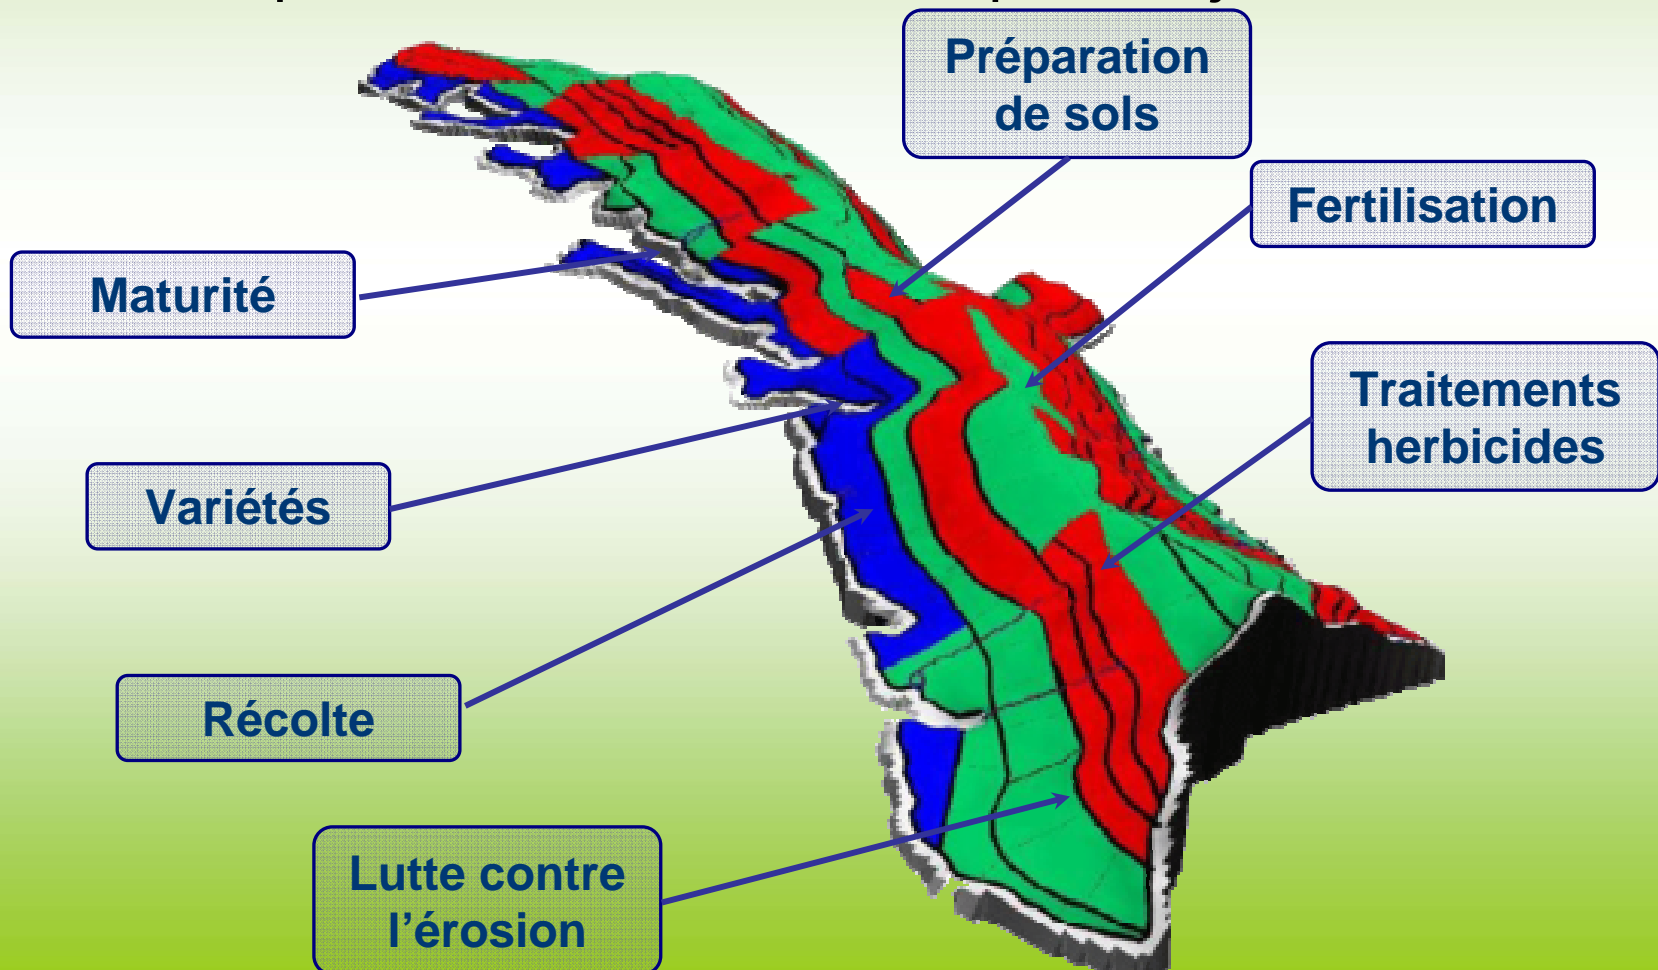 Préparation
de sols
Fertilisation
Maturité
Traitements
herbicides
Variétés
Récolte
Lutte contre
l’érosion